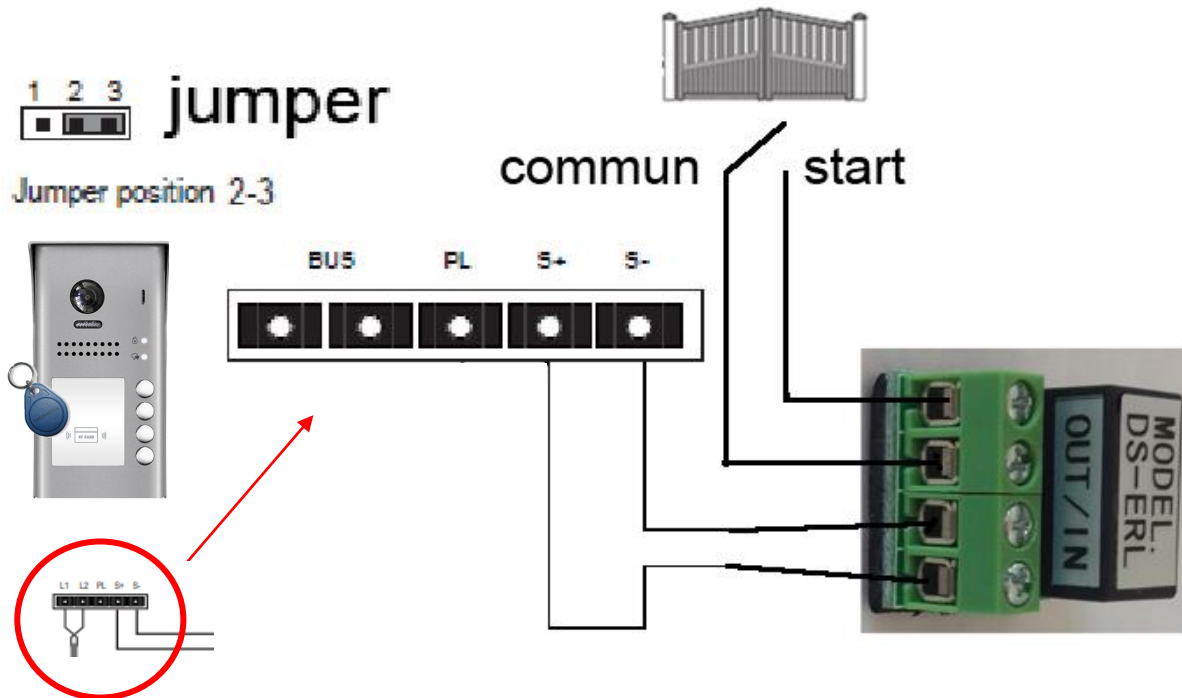 1 2 3
jumper
Jumper position 2-3
commun start
BUS PL S+ S-
MODEL.
DS-ERL
OUT/IN
L1 L2 PL S+ S-